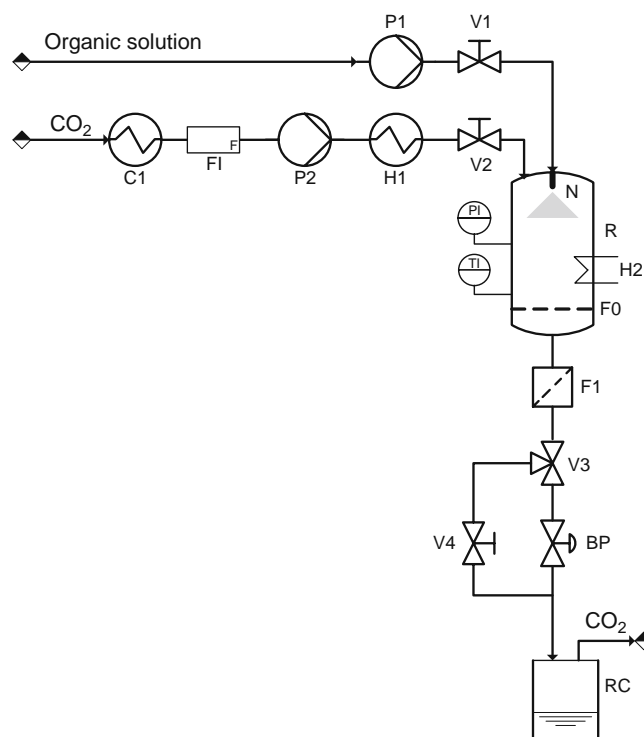 Organic solution
P1
V1
CO2
C1
FI
F
P2
H1
V2
N
PI
R
TI
H2
F0
F1
V3
V4
BP
CO2
RC